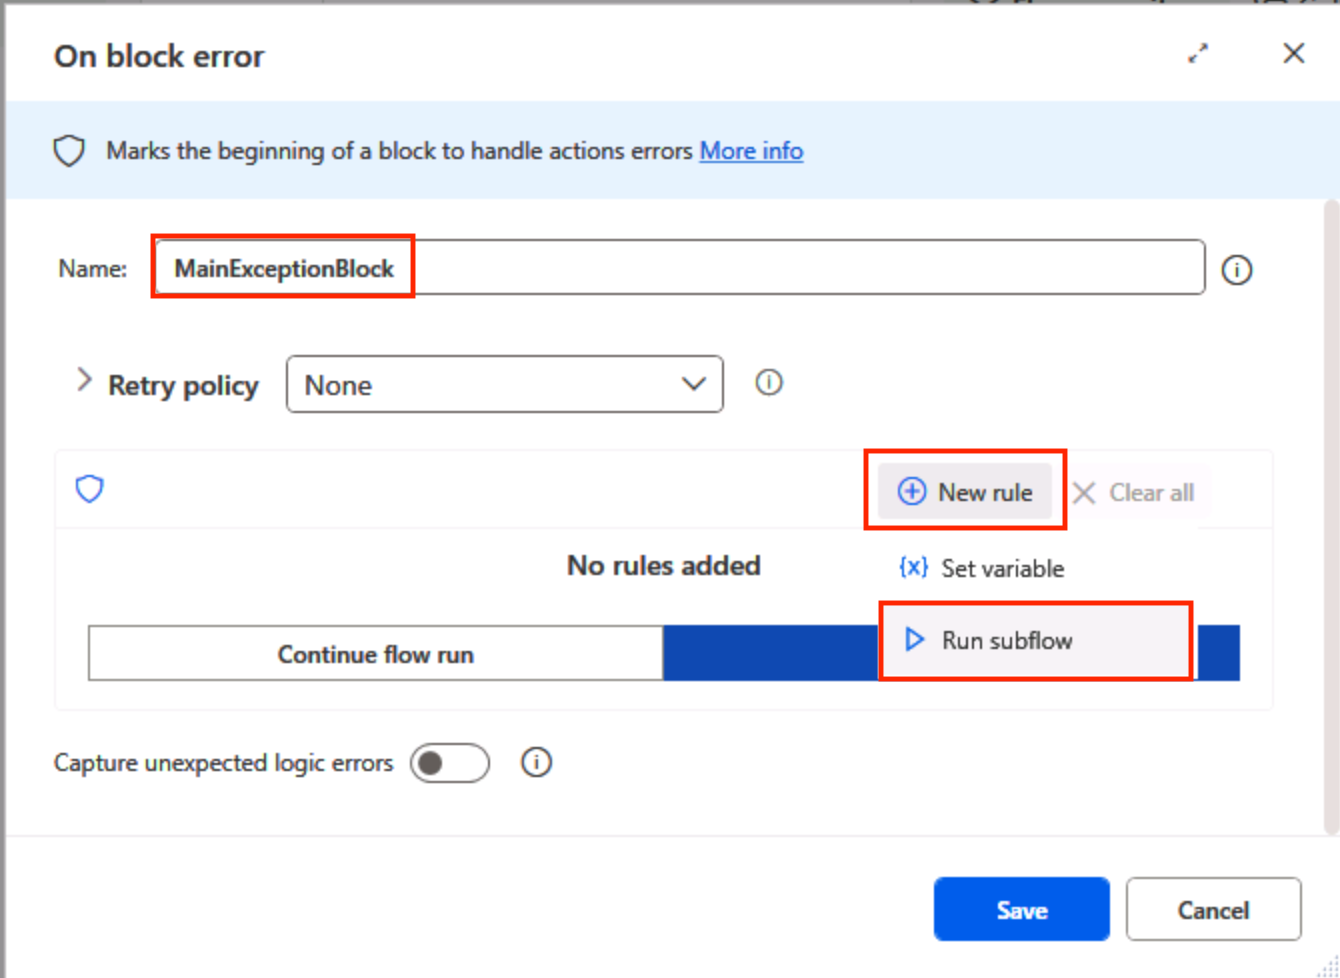 On block error
Marks the beginning of a block to handle actions errors More info
Name: MainExceptionBlock
Retry policy None
New rule Clear all
{x} Set variable
No rules added
Run subflow
Continue flow run
Capture unexpected logic errors
Save Cancel